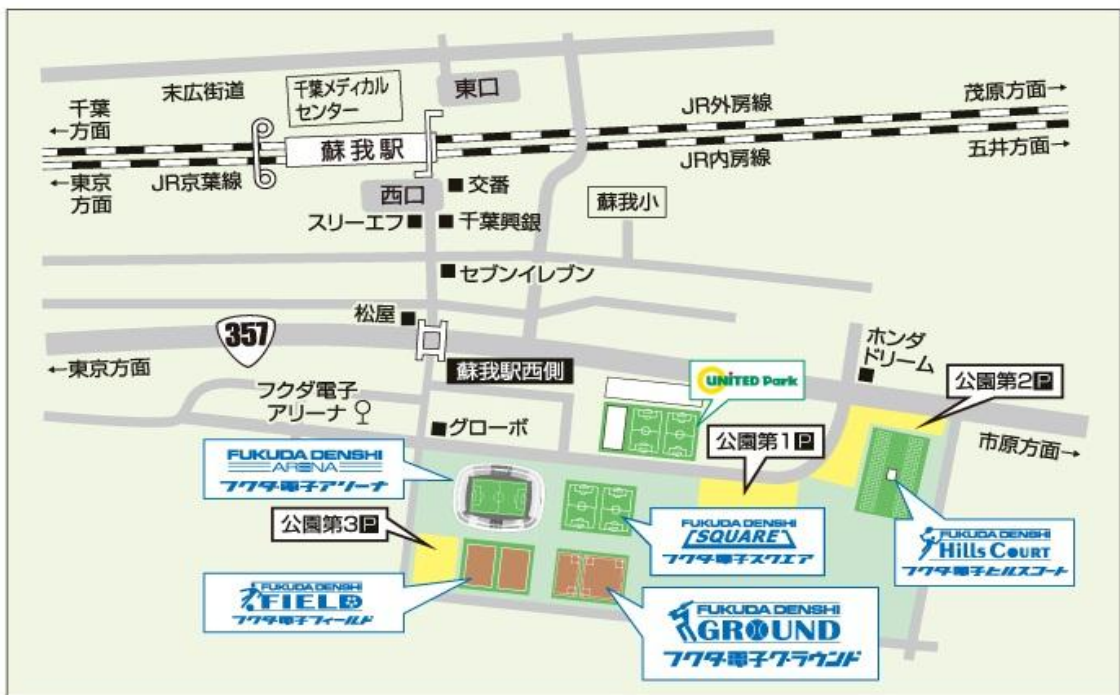 末広街道
千葉メディカル
センター
東口
JR外房線
茂原方面→
千葉
←方面
蘇我駅
JR内房線
五井方面→
←東京
方面
JR京葉線
西口
交番
スリーエフ
千葉興銀
蘇我小
セブンイレブン
松屋
357
←東京方面
蘇我駅西側
ホンダ
ドリーム
UNITED Park
公園第2P
フクダ電子
アリーナ
グローボ
公園第1P
市原方面→
FUKUDA DENSHI
ARENA
フクダ電子アリーナ
公園第3P
FUKUDA DENSHI
SQUARE
フクダ電子スクエア
FUKUDA DENSHI
Hills Court
フクダ電子ヒルスコート
FUKUDA DENSHI
FIELD
フクダ電子フィールド
FUKUDA DENSHI
GROUND
フクダ電子グラウンド